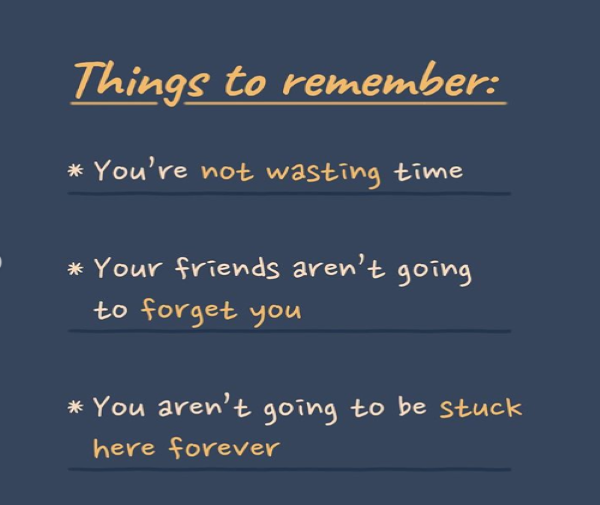 Things to remember:
* You're not wasting time
* Your friends aren't going
to forget you
* You aren't going to be stuck
here forever